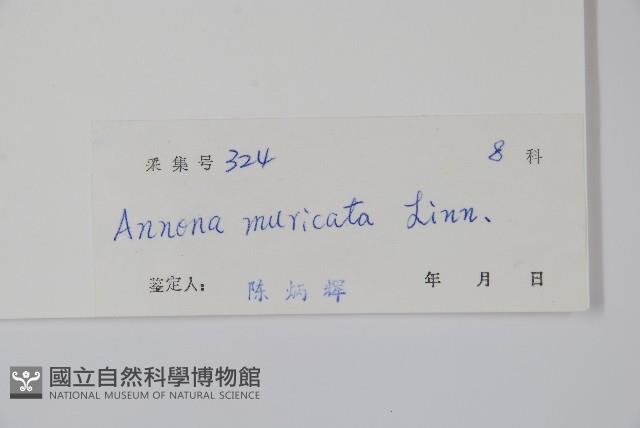 采集号 324 8 科
Annona muricata Linn.
鉴定人： 陈炳辉 年 月 日
國立自然科學博物館
NATIONAL MUSEUM OF NATURAL SCIENCE